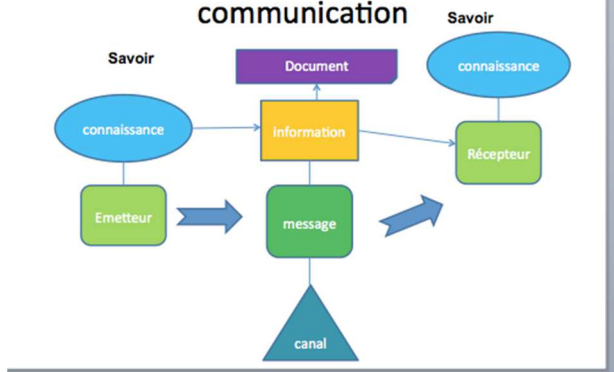 communication
Savoir
Savoir
Document
connaissance
connaissance
information
Récepteur
Emetteur
message
canal